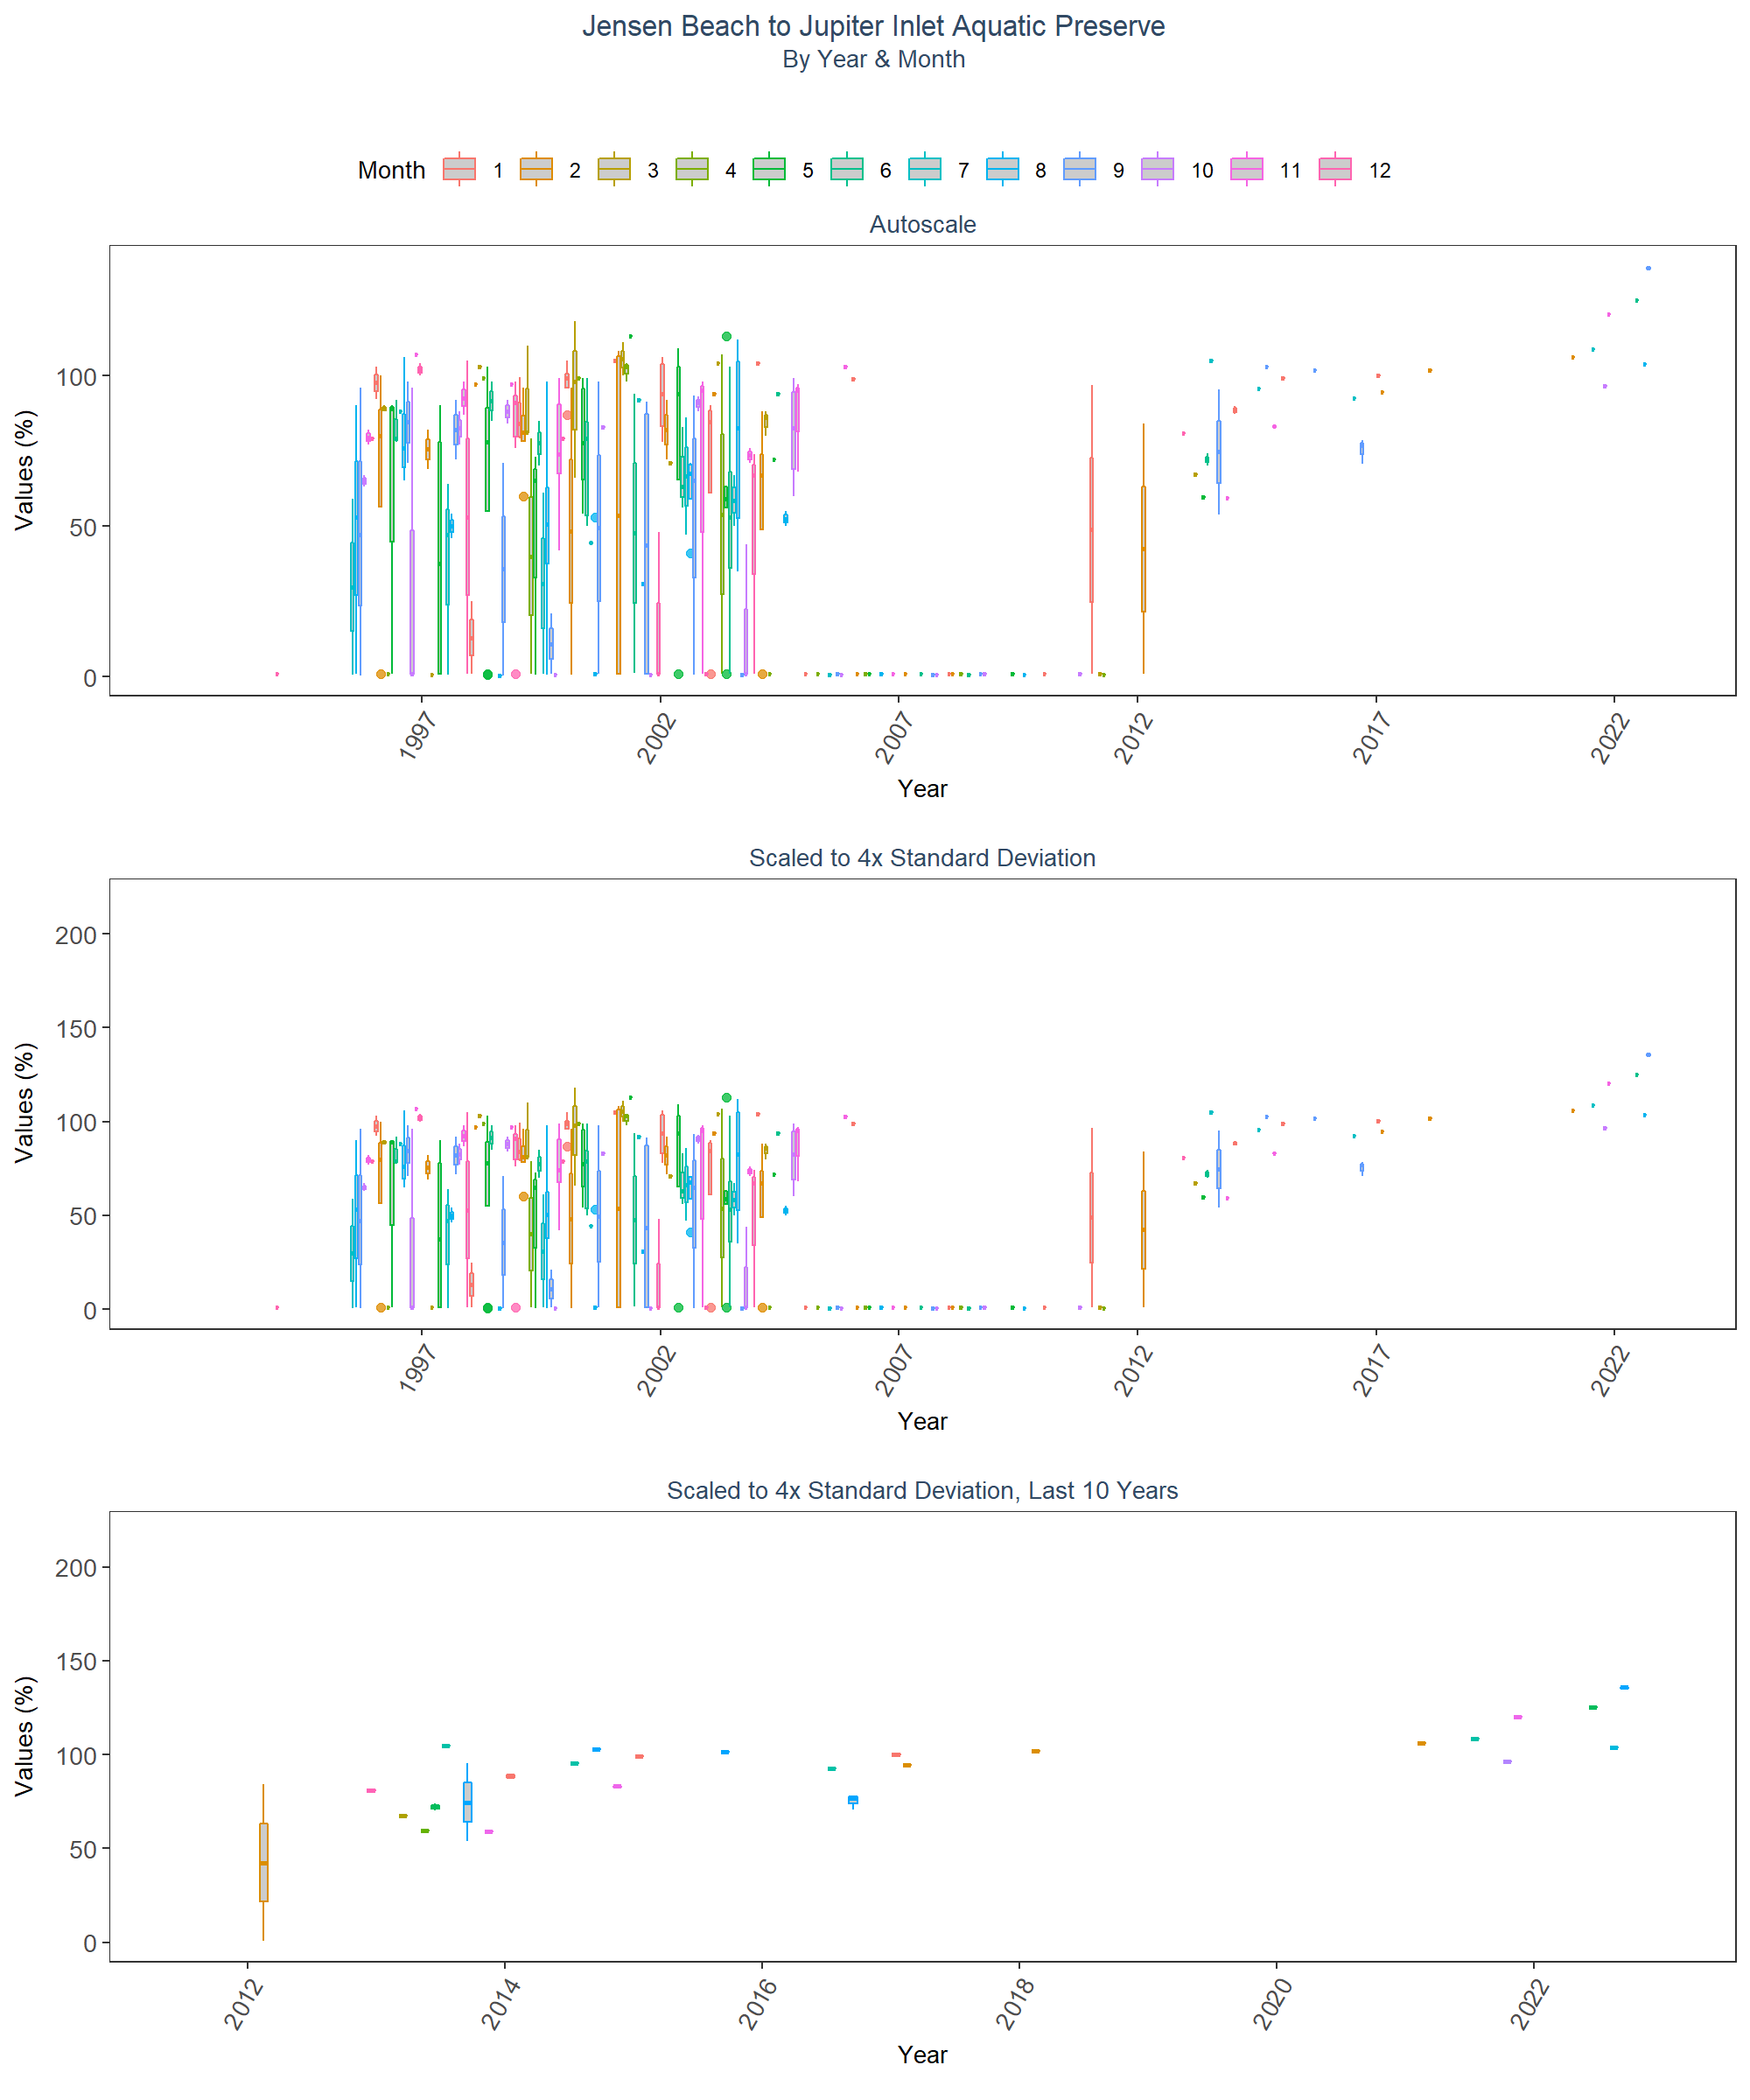 Jensen Beach to Jupiter Inlet Aquatic Preserve
By Year & Month
Month 1 2 3 4 5 6 7 8 9 10 11 12
Autoscale
Values (%)
100
50
0
1997 2002 2007 2012 2017 2022
Year
Scaled to 4x Standard Deviation
Values (%)
200
150
100
50
0
1997 2002 2007 2012 2017 2022
Year
Scaled to 4x Standard Deviation, Last 10 Years
Values (%)
200
150
100
50
0
2012 2014 2016 2018 2020 2022
Year